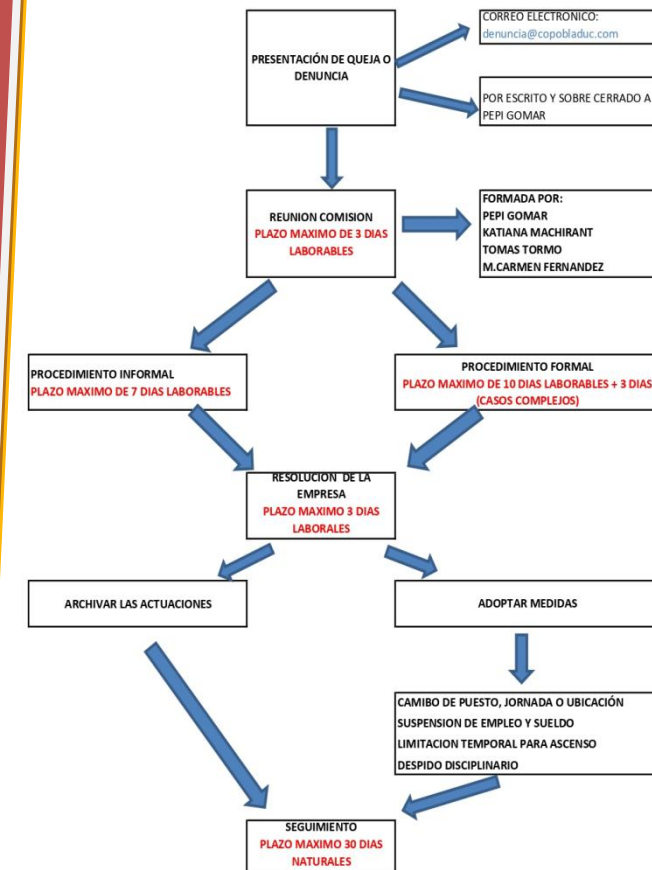 CORREO ELECTRONICO:
denuncia@copobladuc.com
PRESENTACIÓN DE QUEJA O
DENUNCIA
POR ESCRITO Y SOBRE CERRADO A
PEPI GOMAR
REUNION COMISION
PLAZO MAXIMO DE 3 DIAS
LABORABLES
FORMADA POR:
PEPI GOMAR
KATIANA MACHIRANT
TOMAS TORMO
M.CARMEN FERNANDEZ
PROCEDIMIENTO INFORMAL
PLAZO MAXIMO DE 7 DIAS LABORABLES
PROCEDIMIENTO FORMAL
PLAZO MAXIMO DE 10 DIAS LABORABLES + 3 DIAS
(CASOS COMPLEJOS)
RESOLUCION DE LA
EMPRESA
PLAZO MAXIMO 3 DIAS
LABORALES
ARCHIVAR LAS ACTUACIONES
ADOPTAR MEDIDAS
CAMIBO DE PUESTO, JORNADA O UBICACIÓN
SUSPENSION DE EMPLEO Y SUELDO
LIMITACION TEMPORAL PARA ASCENSO
DESPIDO DISCIPLINARIO
SEGUIMIENTO
PLAZO MAXIMO 30 DIAS
NATURALES